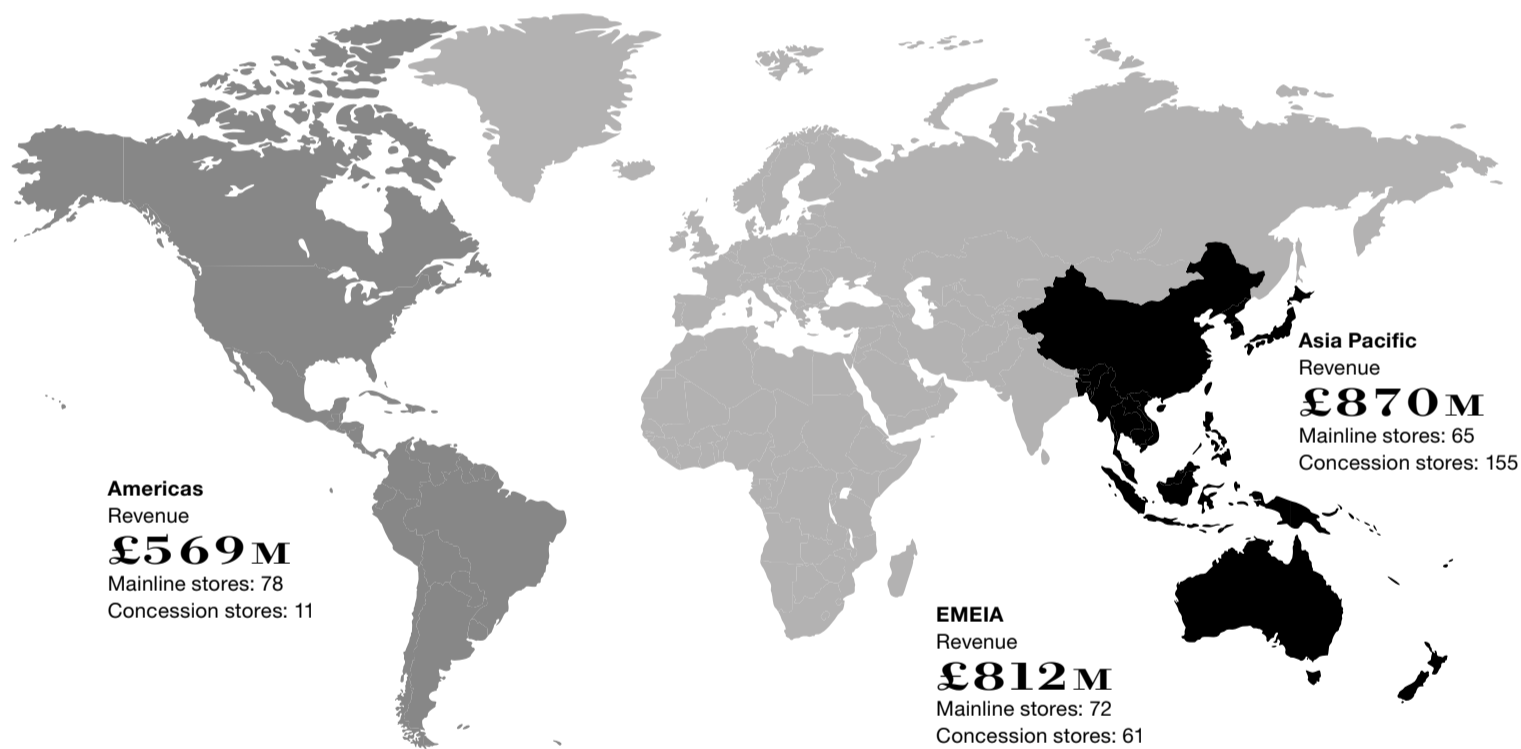 Asia Pacific
Revenue
£870M
Mainline stores: 65
Concession stores: 155
Americas
Revenue
£569M
Mainline stores: 78
Concession stores: 11
EMEIA
Revenue
£812M
Mainline stores: 72
Concession stores: 61